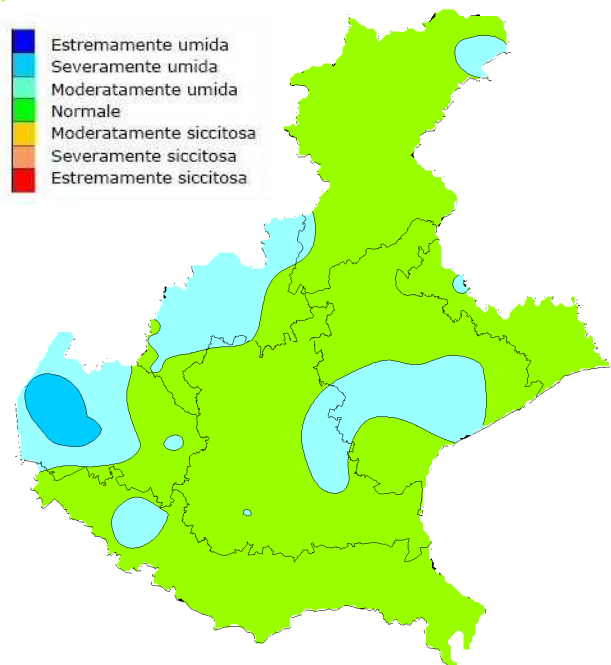 Estremamente umida
Severamente umida
Moderatamente umida
Normale
Moderatamente siccitosa
Severamente siccitosa
Estremamente siccitosa